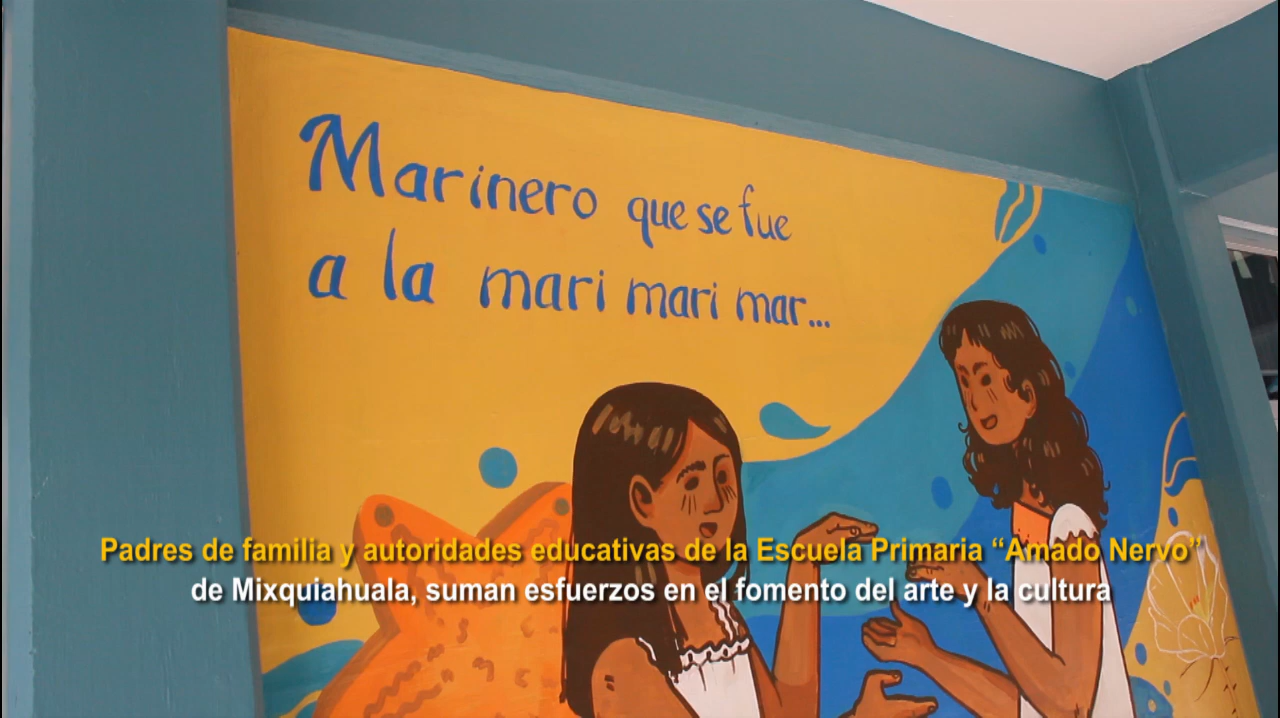 Marinero que se fue
a la mari mari mar...
Padres de familia y autoridades educativas de la Escuela Primaria “Amado Nervo”
de Mixquiahuala, suman esfuerzos en el fomento del arte y la cultura